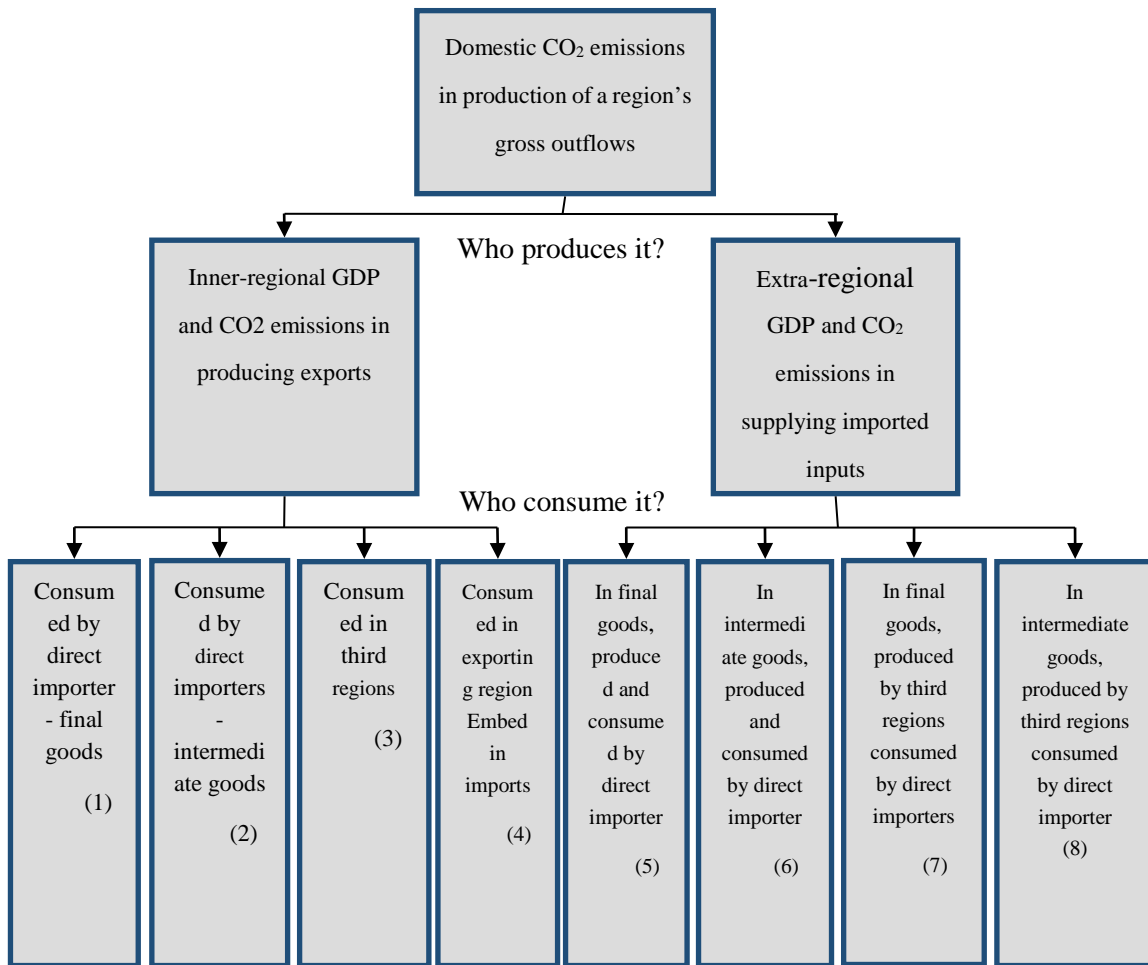 Domestic CO₂ emissions
in production of a region's
gross outflows
Who produces it?
Inner-regional GDP
and CO2 emissions in
producing exports
Extra-regional
GDP and CO₂
emissions in
supplying imported
inputs
Who consume it?
Consum
ed by
direct
importer
- final
goods
(1)
Consume
d by
direct
importers
-
intermedi
ate goods
(2)
Consum
ed in
third
regions
(3)
Consum
ed in
exportin
g region
Embed
in
imports
(4)
In final
goods,
produce
d and
consume
d by
direct
importer
(5)
In
intermedi
ate goods,
produced
and
consumed
by direct
importer
(6)
In final
goods,
produced
by third
regions
consumed
by direct
importers
(7)
In
intermediate
goods,
produced by
third regions
consumed
by direct
importer
(8)